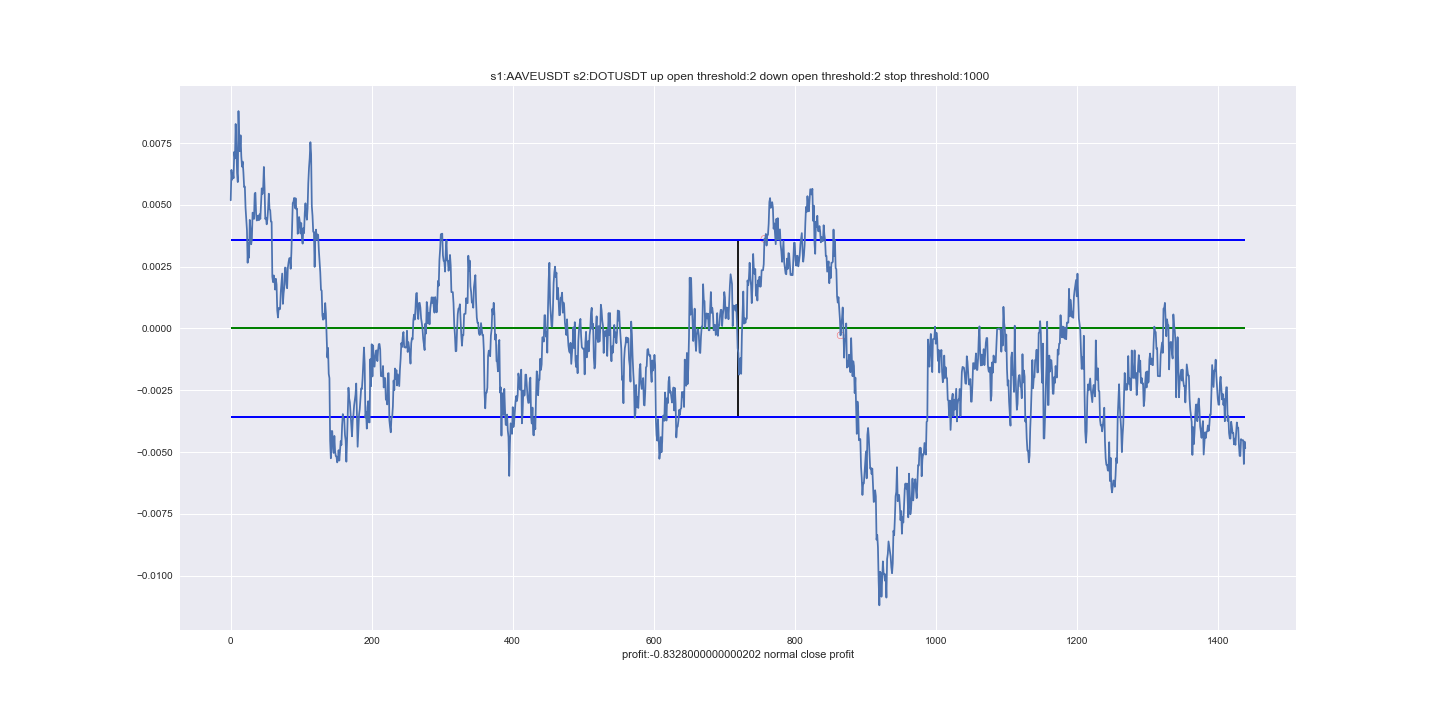 s1:AAVEUSDT s2:DOTUSDT up open threshold:2 down open threshold:2 stop threshold:1000
0.0075
0.0050
0.0025
0.0000
−0.0025
−0.0050
−0.0075
−0.0100
0 200 400 600 800 1000 1200 1400
profit:-0.8328000000000202 normal close profit